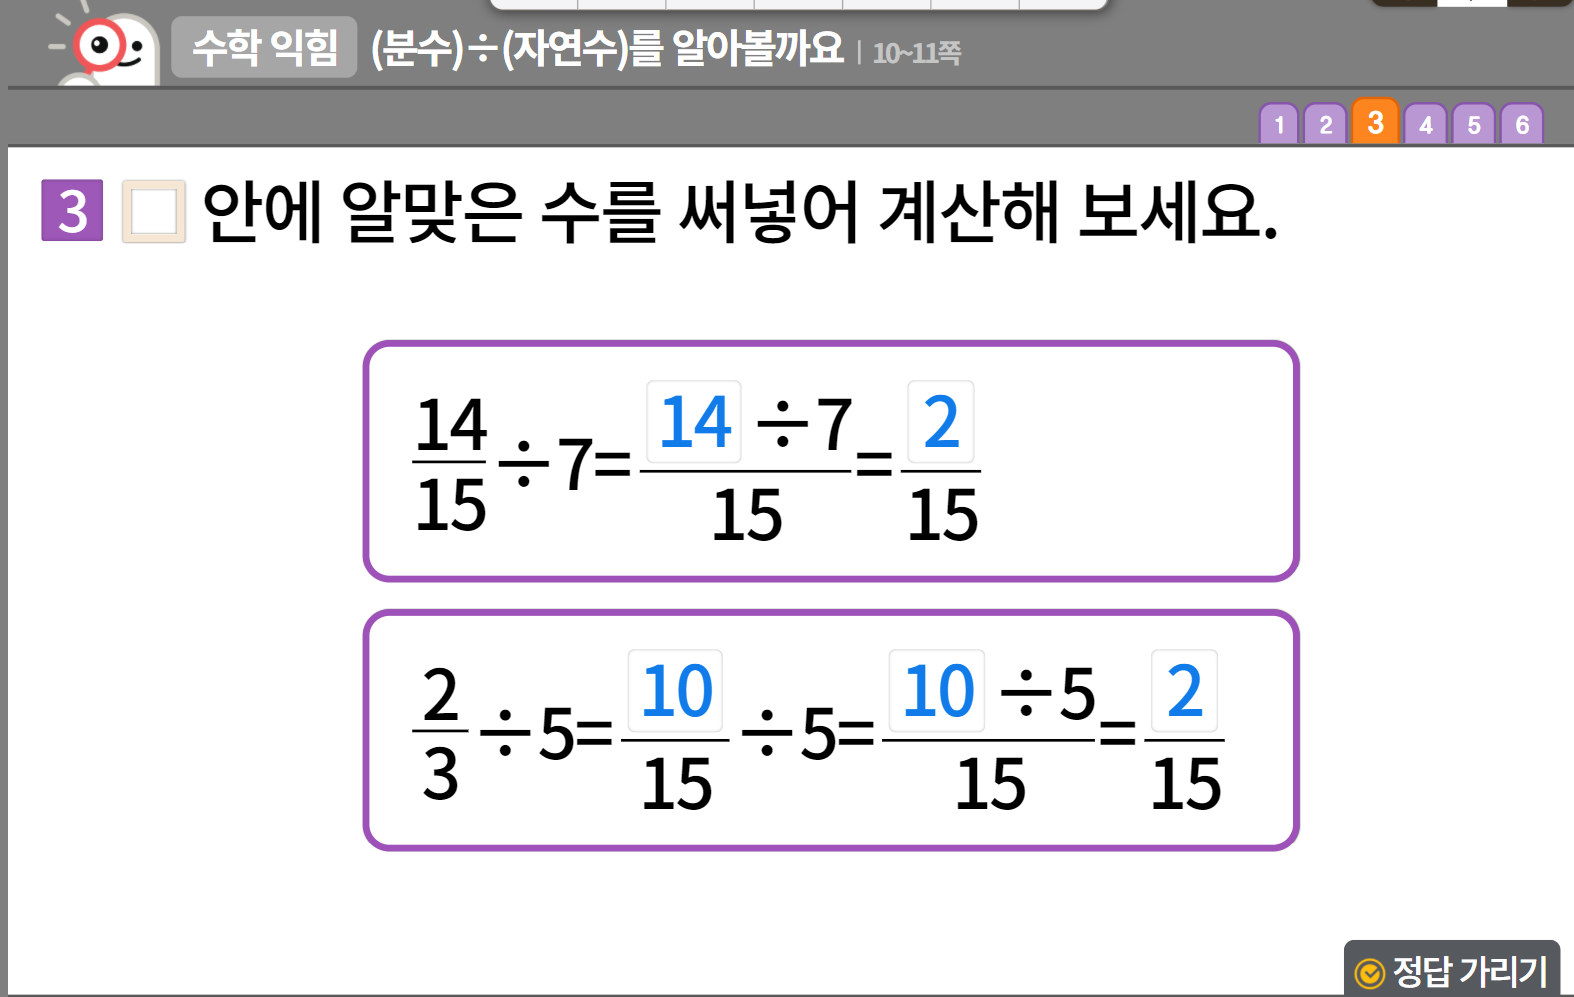 수학 익힘 (분수)÷(자연수)를 알아볼까요 | 10~11쪽
1 2 3 4 5 6
3 □ 안에 알맞은 수를 써넣어 계산해 보세요.
14/15 ÷7= 14 ÷7/15 = 2/15
2/3 ÷5= 10/15 ÷5= 10 ÷5/15 = 2/15
정답 가리기